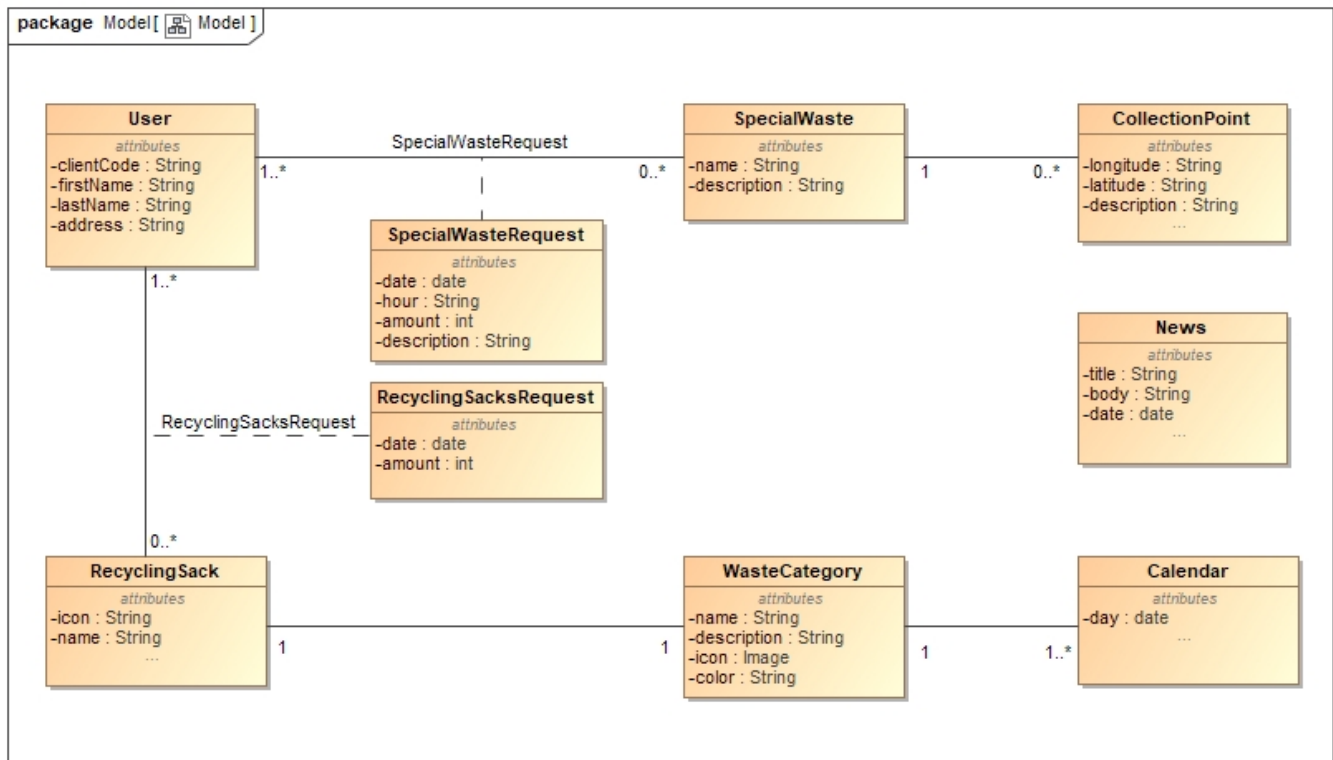 package Model[ Model ]
User
attributes
-clientCode : String
-firstName : String
-lastName : String
-address : String
1..*
1..*
SpecialWasteRequest
0..*
SpecialWaste
attributes
-name : String
-description : String
1
0..*
CollectionPoint
attributes
-longitude : String
-latitude : String
-description : String
...
SpecialWasteRequest
attributes
-date : date
-hour : String
-amount : int
-description : String
News
attributes
-title : String
-body : String
-date : date
...
RecyclingSacksRequest
RecyclingSacksRequest
attributes
-date : date
-amount : int
0..*
RecyclingSack
attributes
-icon : String
-name : String
...
1
1
WasteCategory
attributes
-name : String
-description : String
-icon : Image
-color : String
1
1..*
Calendar
attributes
-day : date
...